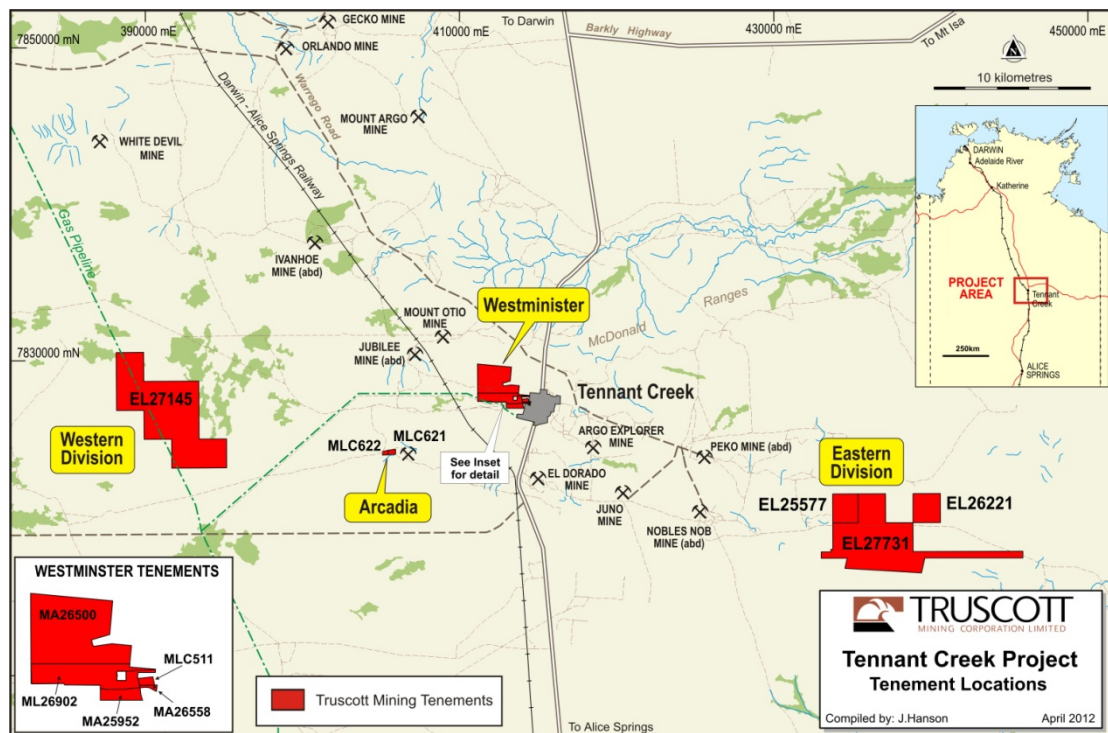 390000 mE
410000 mE
430000 mE
450000 mE
7850000 mN
7830000 mN
GECKO MINE
ORLANDO MINE
To Darwin
Barkly Highway
To Mt Isa
10 kilometres
Warrego Road
Darwin - Alice Springs Railway
MOUNT ARGO
MINE
WHITE DEVIL
MINE
Gas Pipeline
IVANHOE
MINE (abd)
Westminister
MOUNT OTIO
MINE
JUBILEE
MINE (abd)
McDonald Ranges
Tennant Creek
DARWIN
Adelaide River
Katherine
PROJECT
AREA
Tennant
Creek
250km
ALICE
SPRINGS
EL27145
Western
Division
MLC622
MLC621
Arcadia
See Inset
for detail
ARGO EXPLORER
MINE
PEKO MINE (abd)
EL DORADO
MINE
JUNO
MINE
NOBLES NOB
MINE (abd)
Eastern
Division
EL25577
EL26221
EL27731
WESTMINSTER TENEMENTS
MA26500
MLC511
ML26902
MA25952
MA26558
Truscott Mining Tenements
To Alice Springs
TRUSCOTT
MINING CORPORATION LIMITED
Tennant Creek Project
Tenement Locations
Compiled by: J.Hanson
April 2012